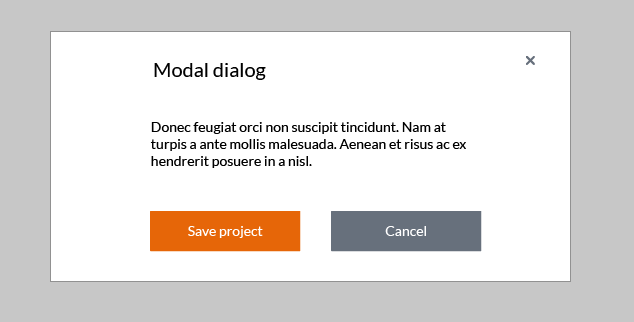 Modal dialog
Donec feugiat orci non suscipit tincidunt. Nam at
turpis a ante mollis malesuada. Aenean et risus ac ex
hendrerit posuere in a nisl.
Save project
Cancel